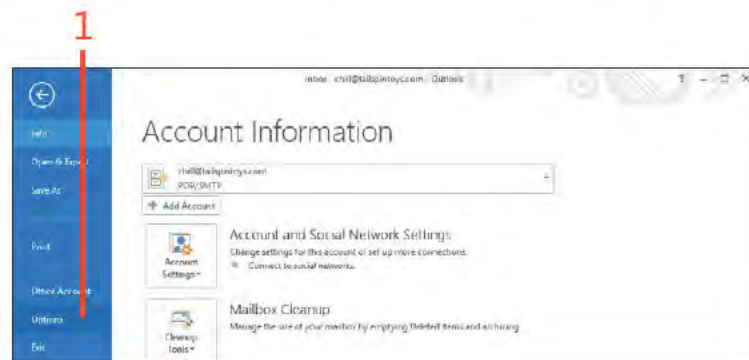 1
Inbox - chill@tailspintoys.com - Outlook
?
Info
Open & Export
Save As
Print
Office Account
Options
Exit
Account Information
chill@tailspintoys.com
POP/SMTP
Add Account
Account Settings
Account and Social Network Settings
Change settings for this account or set up more connections.
Connect to social networks.
Cleanup Tools
Mailbox Cleanup
Manage the size of your mailbox by emptying Deleted Items and archiving.